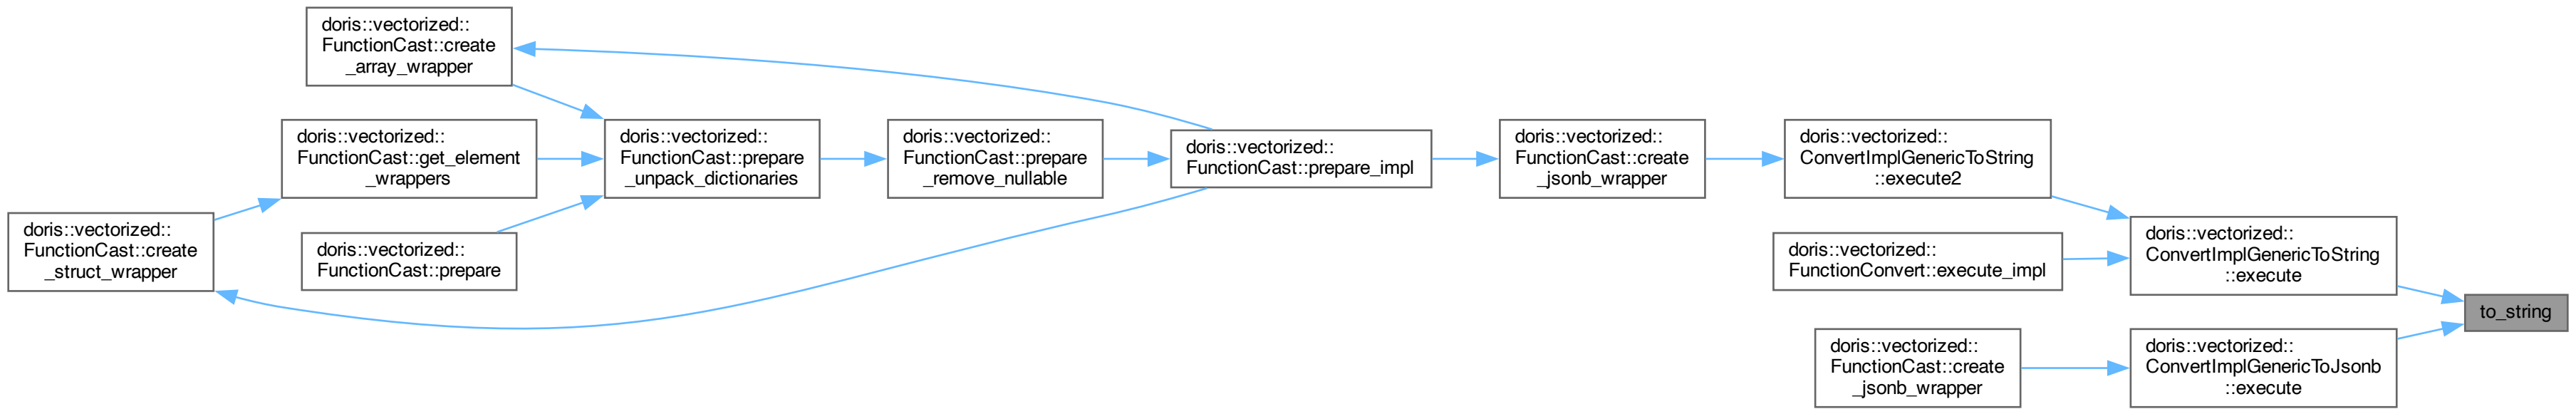 doris::vectorized::
FunctionCast::create
_array_wrapper
doris::vectorized::
FunctionCast::get_element
_wrappers
doris::vectorized::
FunctionCast::create
_struct_wrapper
doris::vectorized::
FunctionCast::prepare
doris::vectorized::
FunctionCast::prepare
_unpack_dictionaries
doris::vectorized::
FunctionCast::prepare
_remove_nullable
doris::vectorized::
FunctionCast::prepare_impl
doris::vectorized::
FunctionCast::create
_jsonb_wrapper
doris::vectorized::
ConvertImplGenericToString
::execute2
doris::vectorized::
FunctionConvert::execute_impl
doris::vectorized::
FunctionCast::create
_jsonb_wrapper
doris::vectorized::
ConvertImplGenericToString
::execute
doris::vectorized::
ConvertImplGenericToJsonb
::execute
to_string